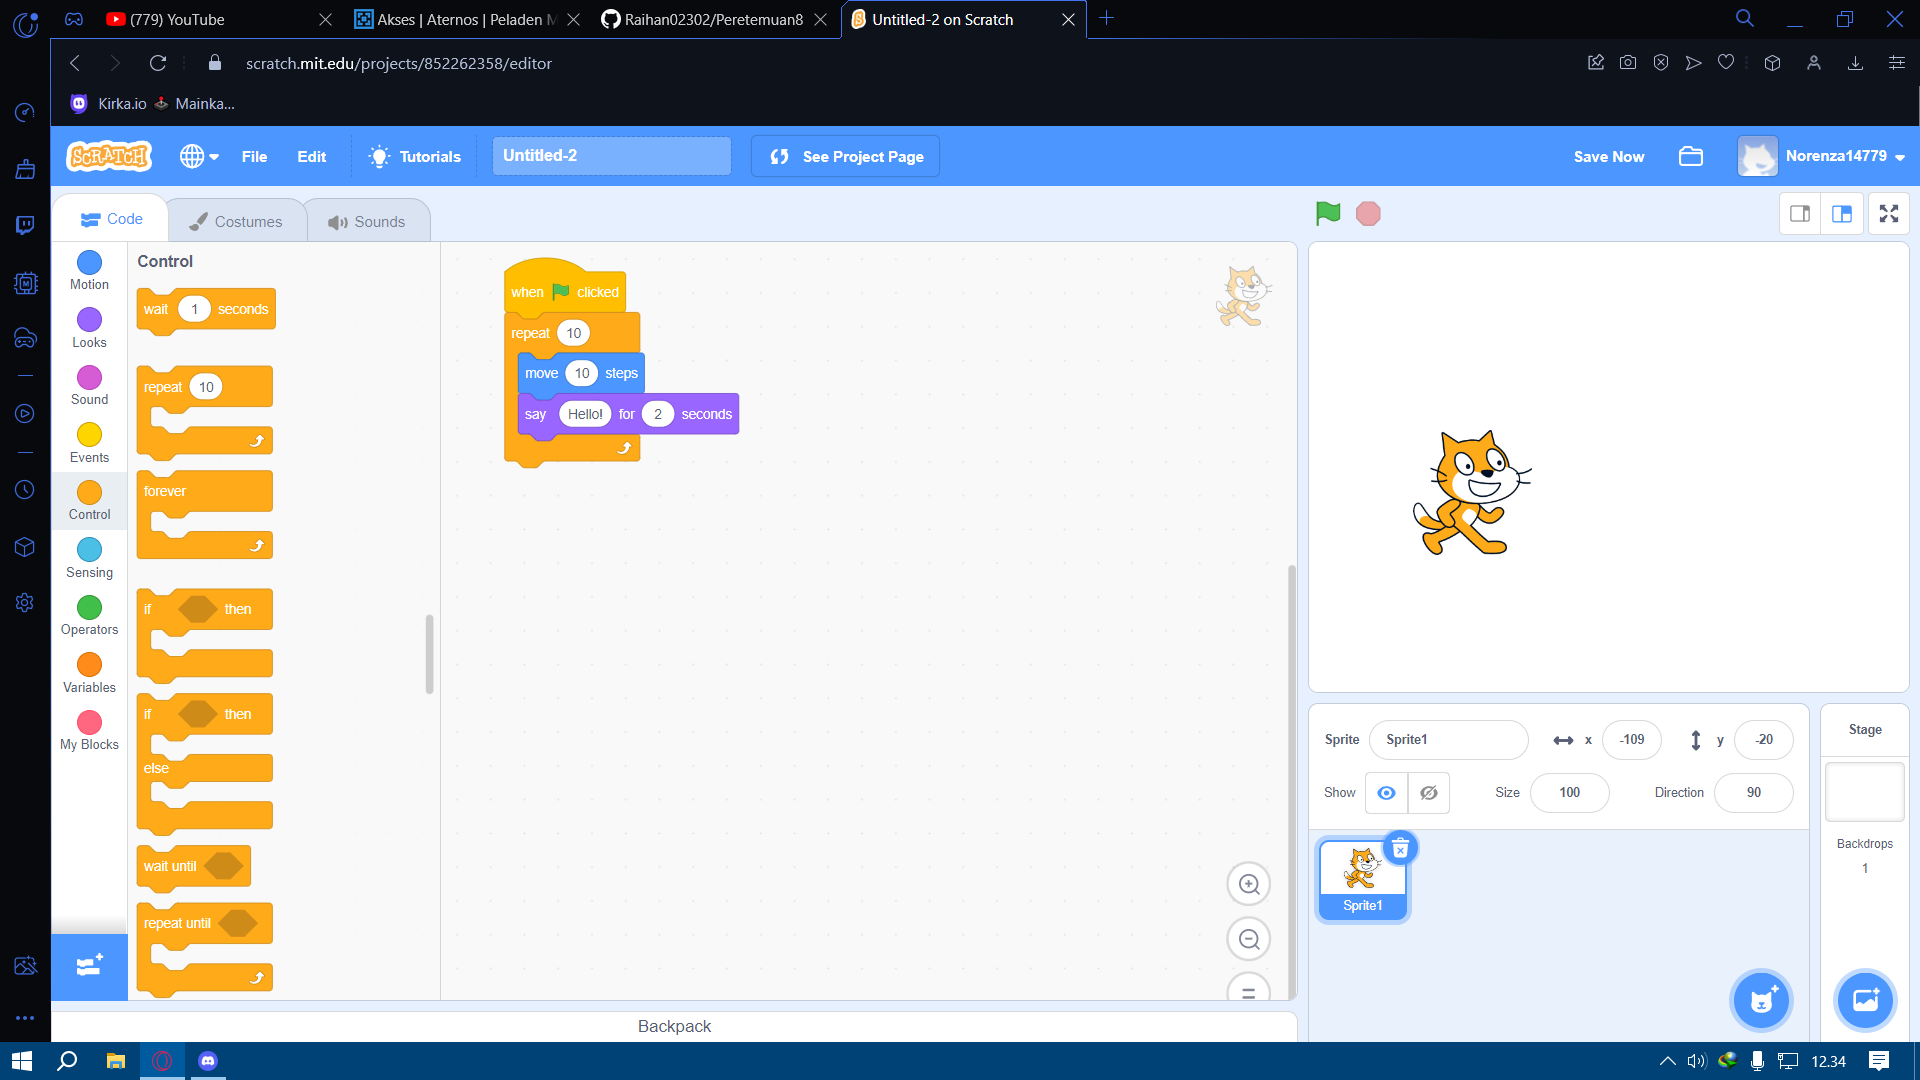 (779) YouTube
Akses | Aternos | Peladen M
Raihan02302/Peretemuan8
Untitled-2 on Scratch
scratch.mit.edu/projects/852262358/editor
Kirka.io
Mainka...
SCRATCH
File
Edit
Tutorials
Untitled-2
See Project Page
Save Now
Norenza14779
Code
Costumes
Sounds
Motion
Looks
Sound
Events
Control
Sensing
Operators
Variables
My Blocks
Control
wait 1 seconds
repeat 10
forever
if then
if then
else
wait until
repeat until
when clicked
repeat 10
move 10 steps
say Hello! for 2 seconds
Backpack
Sprite Sprite1 x -109 y -20
Show Size 100 Direction 90
Sprite1
Stage
Backdrops
1
12.34